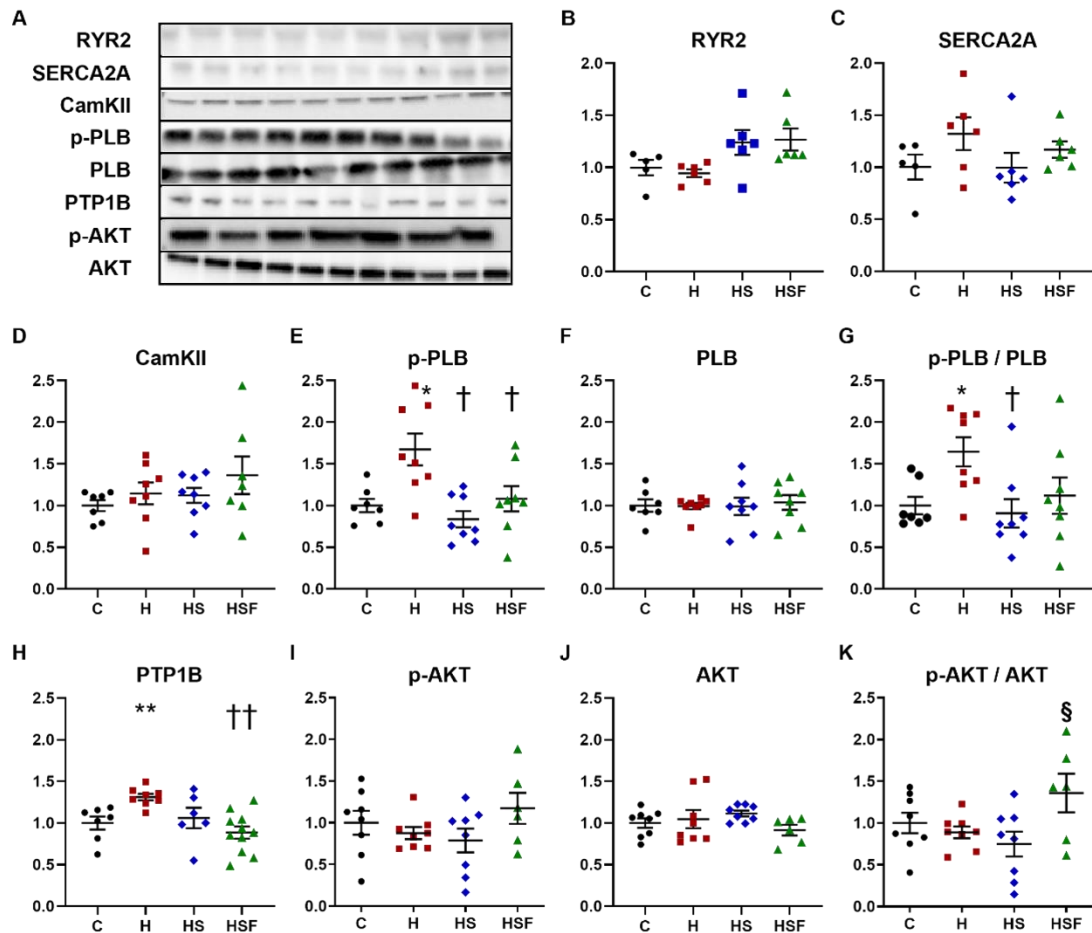 A
RYR2
SERCA2A
CamKII
p-PLB
PLB
PTP1B
p-AKT
AKT
B
RYR2
2.0
1.5
1.0
0.5
0.0
C H HS HSF
C
SERCA2A
2.0
1.5
1.0
0.5
0.0
C H HS HSF
D
CamKII
2.5
2.0
1.5
1.0
0.5
0.0
C H HS HSF
E
p-PLB
2.5
2.0
1.5
1.0
0.5
0.0
* † †
C H HS HSF
F
PLB
2.5
2.0
1.5
1.0
0.5
0.0
C H HS HSF
G
p-PLB / PLB
2.5
2.0
1.5
1.0
0.5
0.0
* †
C H HS HSF
H
PTP1B
2.5
2.0
1.5
1.0
0.5
0.0
** ††
C H HS HSF
I
p-AKT
2.5
2.0
1.5
1.0
0.5
0.0
C H HS HSF
J
AKT
2.5
2.0
1.5
1.0
0.5
0.0
C H HS HSF
K
p-AKT / AKT
2.5
2.0
1.5
1.0
0.5
0.0
§
C H HS HSF